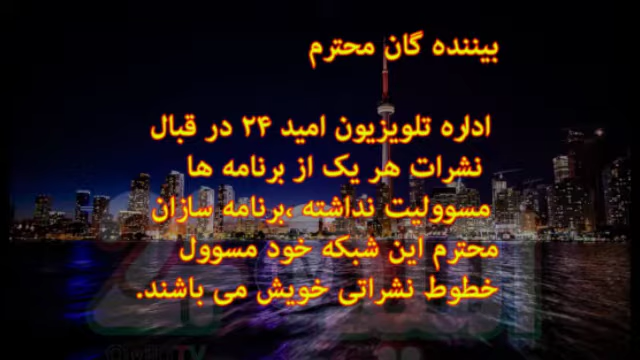 بیننده گان محترم
اداره تلویزیون امید ۲۴ در قبال
نشرات هر یک از برنامه ها
مسوولیت نداشته ،برنامه سازان
محترم این شبکه خود مسوول
خطوط نشراتی خویش می باشند.